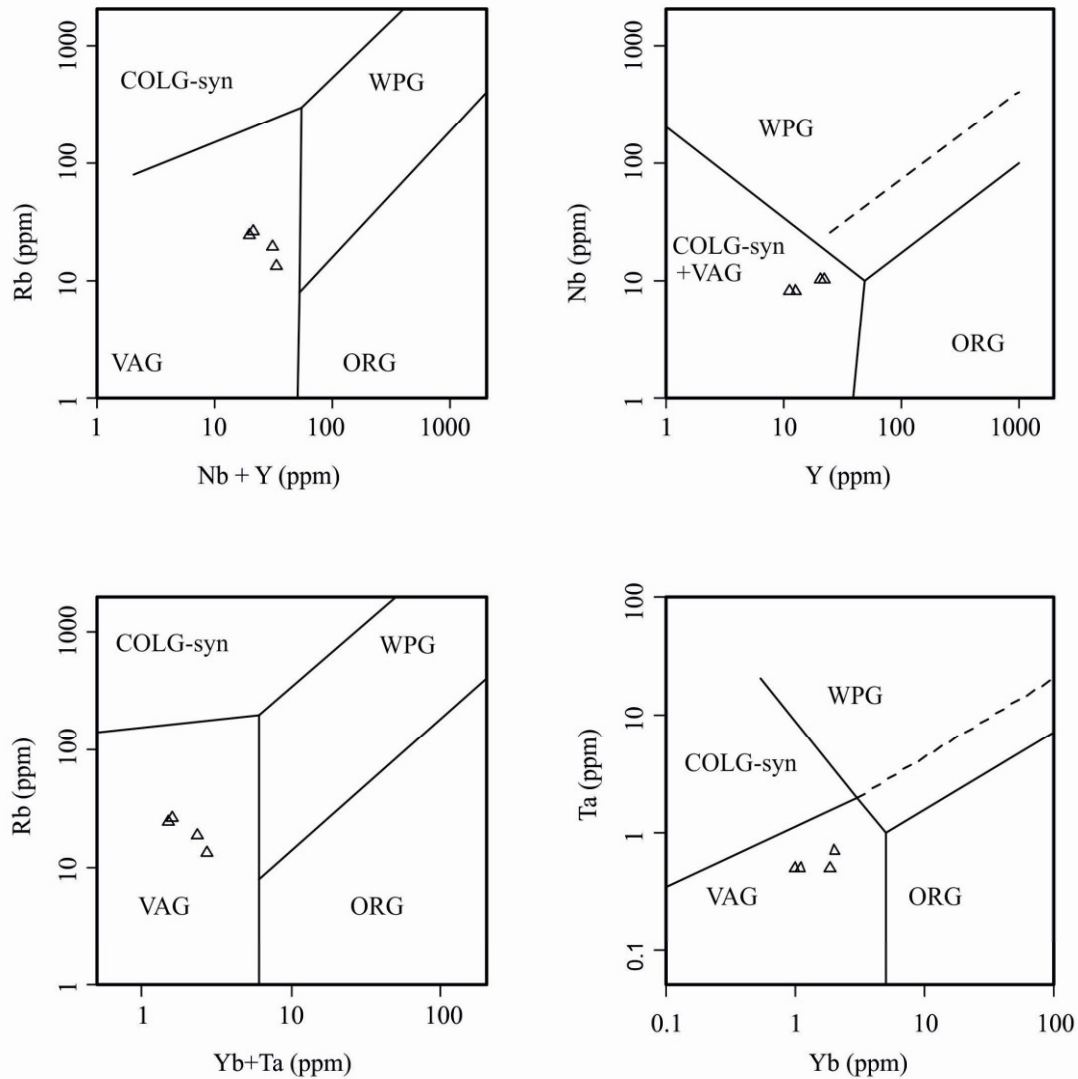 1000
100
10
1
Rb (ppm)
COLG-syn
WPG
VAG
ORG
1
10
100
1000
Nb + Y (ppm)
1000
100
10
1
Nb (ppm)
WPG
COLG-syn
+VAG
ORG
1
10
100
1000
Y (ppm)
1000
100
10
1
Rb (ppm)
COLG-syn
WPG
VAG
ORG
1
10
100
Yb+Ta (ppm)
100
10
1
0.1
Ta (ppm)
WPG
COLG-syn
VAG
ORG
0.1
1
10
100
Yb (ppm)